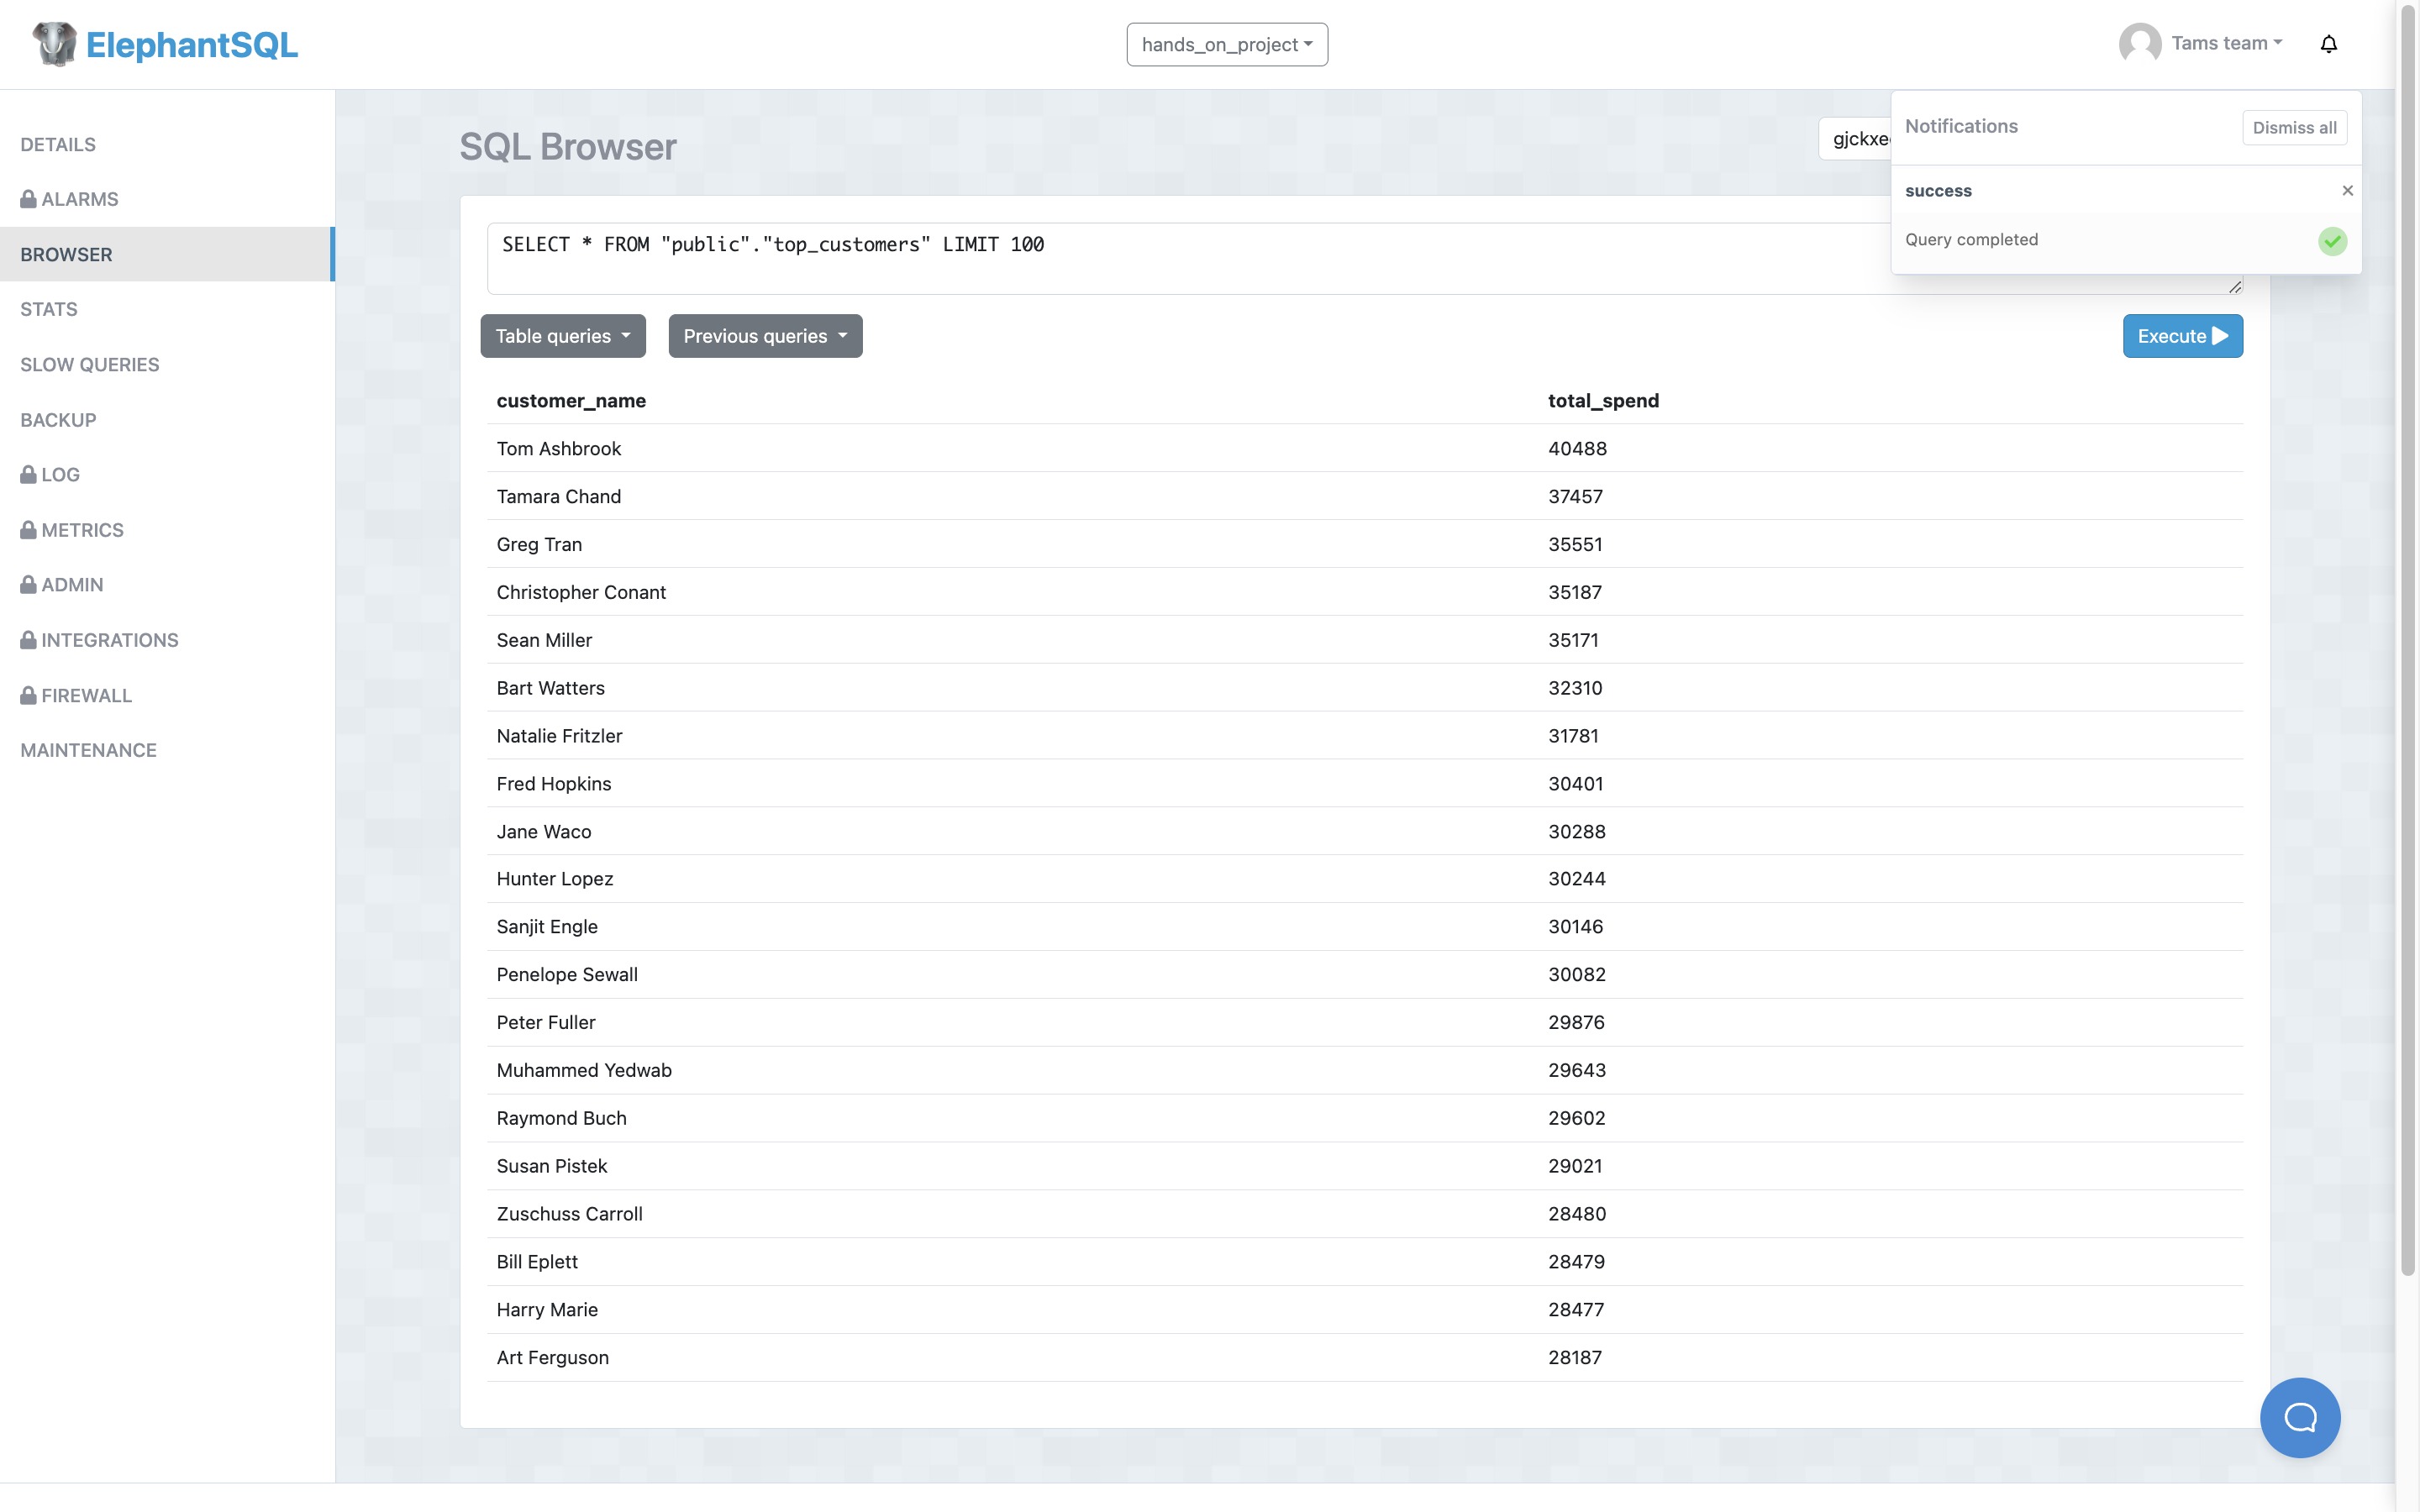 ElephantSQL
hands_on_project
Tams team
DETAILS
ALARMS
BROWSER
STATS
SLOW QUERIES
BACKUP
LOG
METRICS
ADMIN
INTEGRATIONS
FIREWALL
MAINTENANCE
SQL Browser
Notifications
Dismiss all
success
Query completed
SELECT * FROM "public"."top_customers" LIMIT 100
Table queries
Previous queries
Execute
customer_name total_spend
Tom Ashbrook 40488
Tamara Chand 37457
Greg Tran 35551
Christopher Conant 35187
Sean Miller 35171
Bart Watters 32310
Natalie Fritzler 31781
Fred Hopkins 30401
Jane Waco 30288
Hunter Lopez 30244
Sanjit Engle 30146
Penelope Sewall 30082
Peter Fuller 29876
Muhammed Yedwab 29643
Raymond Buch 29602
Susan Pistek 29021
Zuschuss Carroll 28480
Bill Eplett 28479
Harry Marie 28477
Art Ferguson 28187